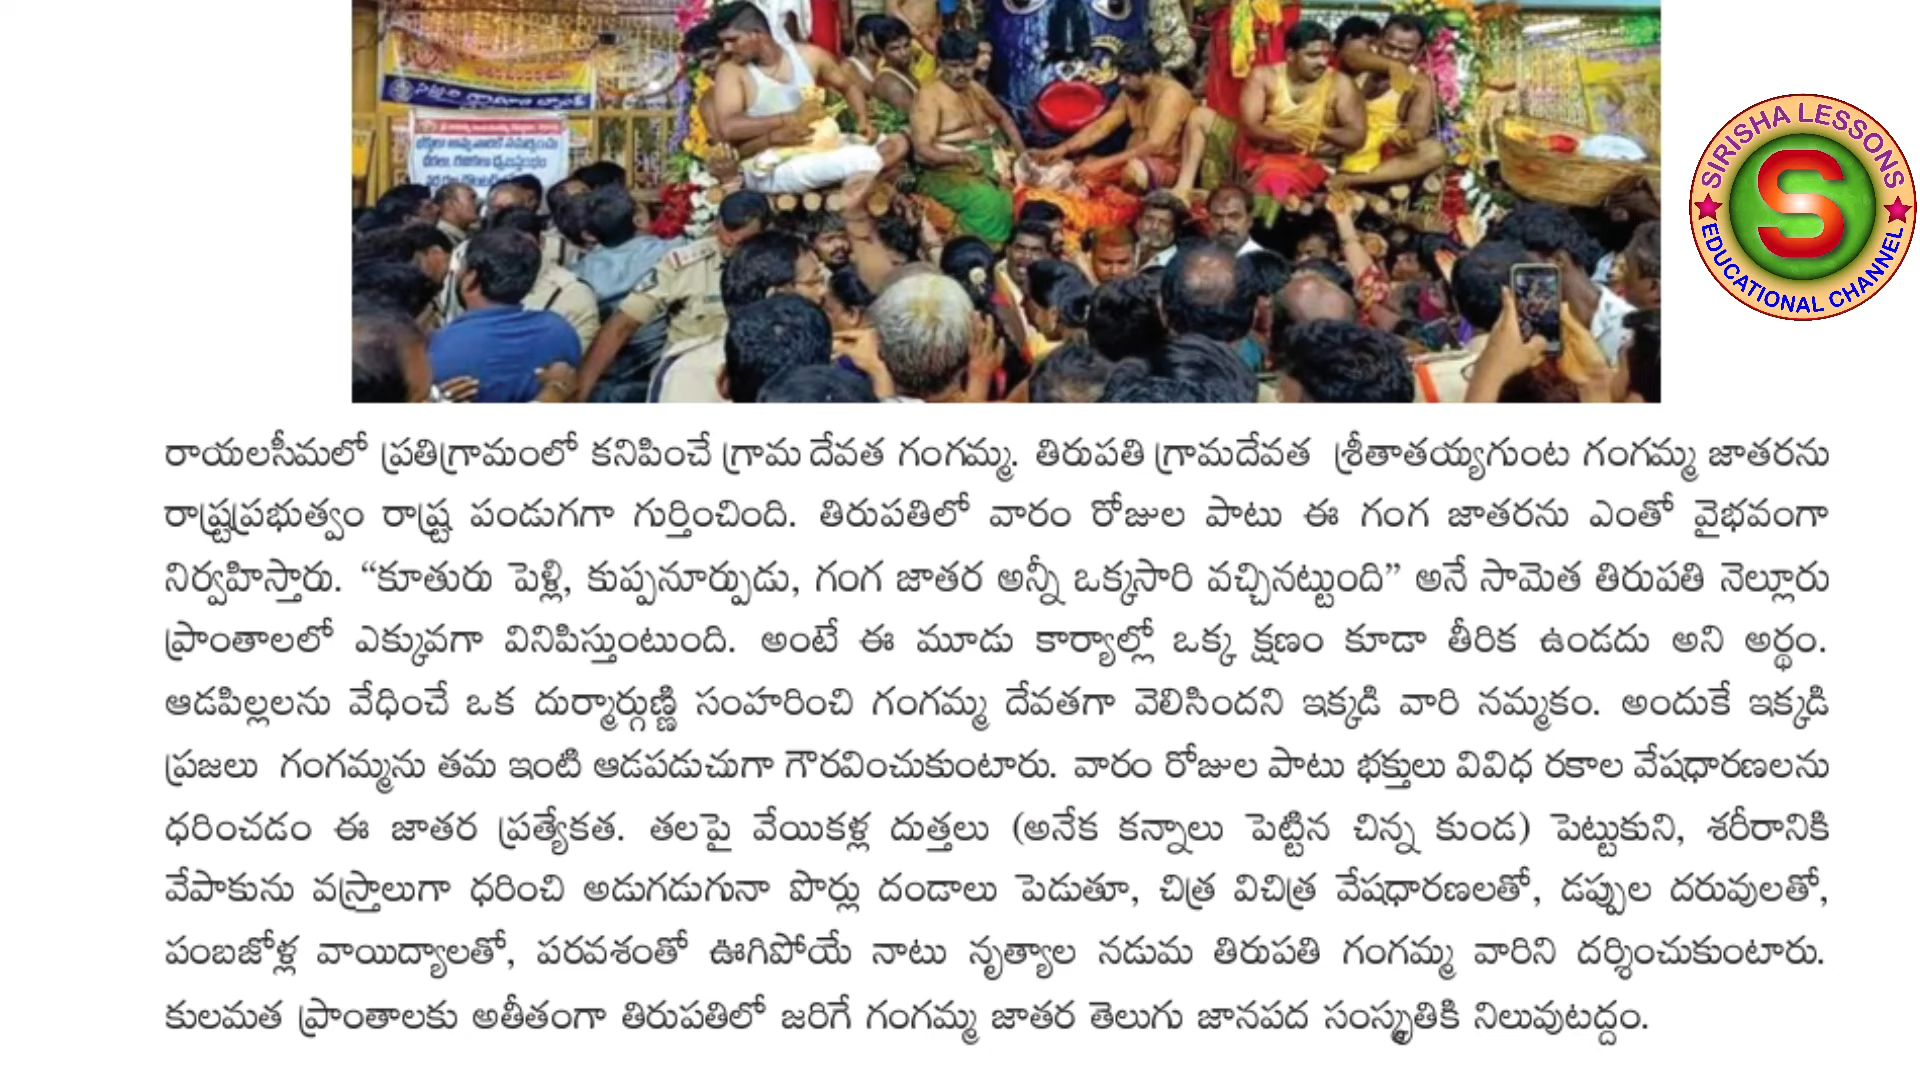 SIRISHA LESSONS
EDUCATIONAL CHANNEL
S
రాయలసీమలో ప్రతిగ్రామంలో కనిపించే గ్రామ దేవత గంగమ్మ. తిరుపతి గ్రామదేవత శ్రీతాతయ్యగుంట గంగమ్మ జాతరను
రాష్ట్రప్రభుత్వం రాష్ట్ర పండుగగా గుర్తించింది. తిరుపతిలో వారం రోజుల పాటు ఈ గంగ జాతరను ఎంతో వైభవంగా
నిర్వహిస్తారు. “కూతురు పెళ్లి, కుప్పనూర్పుడు, గంగ జాతర అన్నీ ఒక్కసారి వచ్చినట్టుంది” అనే సామెత తిరుపతి నెల్లూరు
ప్రాంతాలలో ఎక్కువగా వినిపిస్తుంటుంది. అంటే ఈ మూడు కార్యాల్లో ఒక్క క్షణం కూడా తీరిక ఉండదు అని అర్థం.
ఆడపిల్లలను వేధించే ఒక దుర్మార్గుణ్ణి సంహరించి గంగమ్మ దేవతగా వెలిసిందని ఇక్కడి వారి నమ్మకం. అందుకే ఇక్కడి
ప్రజలు గంగమ్మను తమ ఇంటి ఆడపడుచుగా గౌరవించుకుంటారు. వారం రోజుల పాటు భక్తులు వివిధ రకాల వేషధారణలను
ధరించడం ఈ జాతర ప్రత్యేకత. తలపై వేయికళ్ల దుత్తలు (అనేక కన్నాలు పెట్టిన చిన్న కుండ) పెట్టుకుని, శరీరానికి
వేపాకును వస్త్రాలుగా ధరించి అడుగడుగునా పొర్లు దండాలు పెడుతూ, చిత్ర విచిత్ర వేషధారణలతో, డప్పుల దరువులతో,
పంబజోళ్ల వాయిద్యాలతో, పరవశంతో ఊగిపోయే నాటు నృత్యాల నడుమ తిరుపతి గంగమ్మ వారిని దర్శించుకుంటారు.
కులమత ప్రాంతాలకు అతీతంగా తిరుపతిలో జరిగే గంగమ్మ జాతర తెలుగు జానపద సంస్కృతికి నిలువుటద్దం.